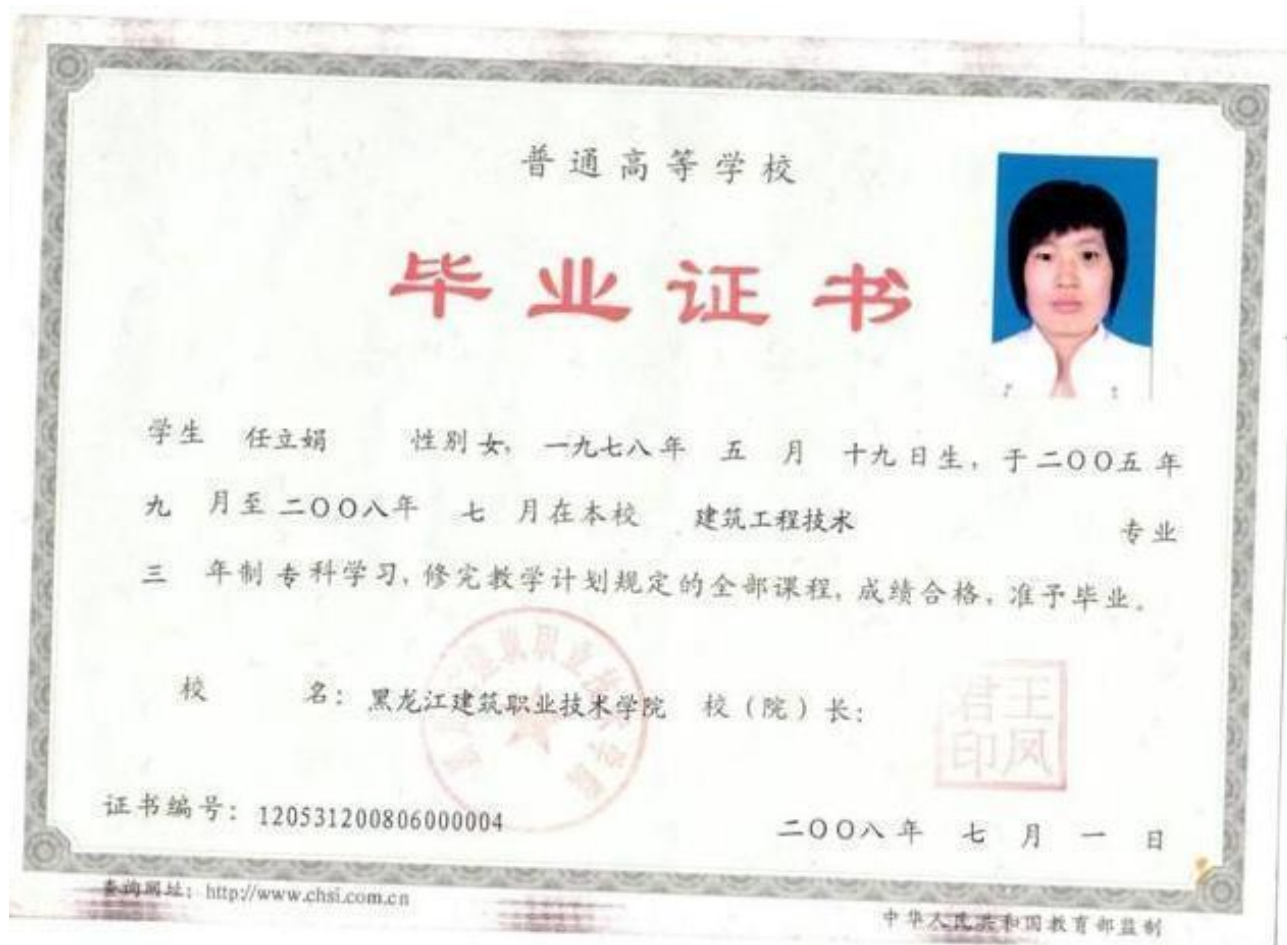 普通高等学校
毕业证书
学生 任立娟 性别 女, 一九七八年 五 月 十九日生, 于二〇〇五年
九 月至二〇〇八年 七 月在本校 建筑工程技术 专业
三 年制 专科学习, 修完教学计划规定的全部课程, 成绩合格, 准予毕业。
校 名: 黑龙江建筑职业技术学院 校(院)长:
王凤君印
证书编号: 120531200806000004
二〇〇八年 七 月 一 日
查询网址: http://www.chsi.com.cn
中华人民共和国教育部监制